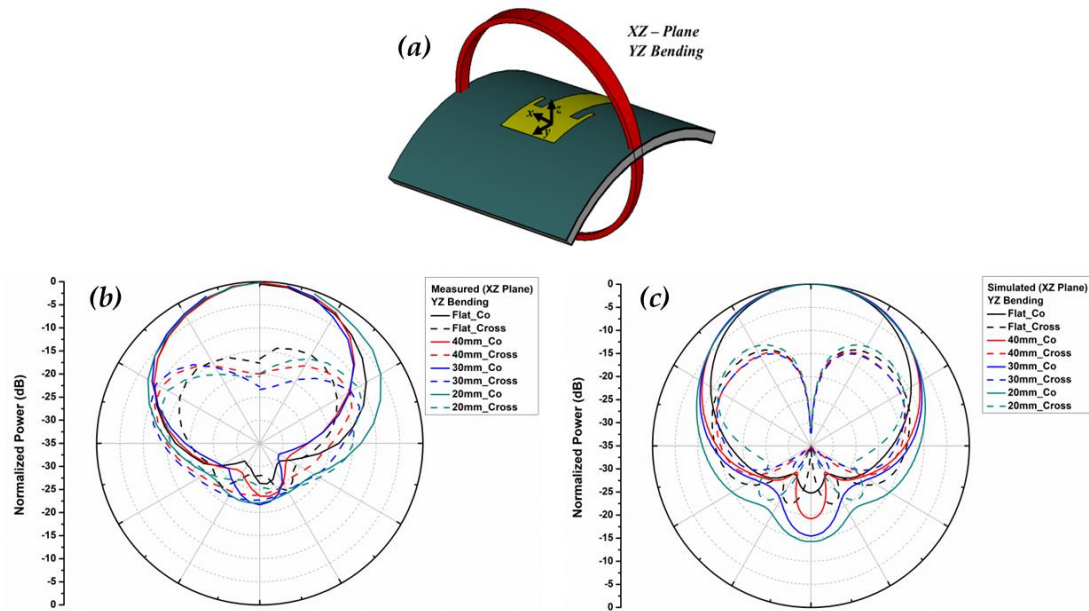 (a)
XZ – Plane
YZ Bending
x
z
y
(b)
Normalized Power (dB)
0
-5
-10
-15
-20
-25
-30
-35
-30
-25
-20
-15
-10
-5
0
Measured (XZ Plane)
YZ Bending
Flat_Co
Flat_Cross
40mm_Co
40mm_Cross
30mm_Co
30mm_Cross
20mm_Co
20mm_Cross
(c)
Normalized Power (dB)
0
-5
-10
-15
-20
-25
-30
-35
-30
-25
-20
-15
-10
-5
0
Simulated (XZ Plane)
YZ Bending
Flat_Co
Flat_Cross
40mm_Co
40mm_Cross
30mm_Co
30mm_Cross
20mm_Co
20mm_Cross